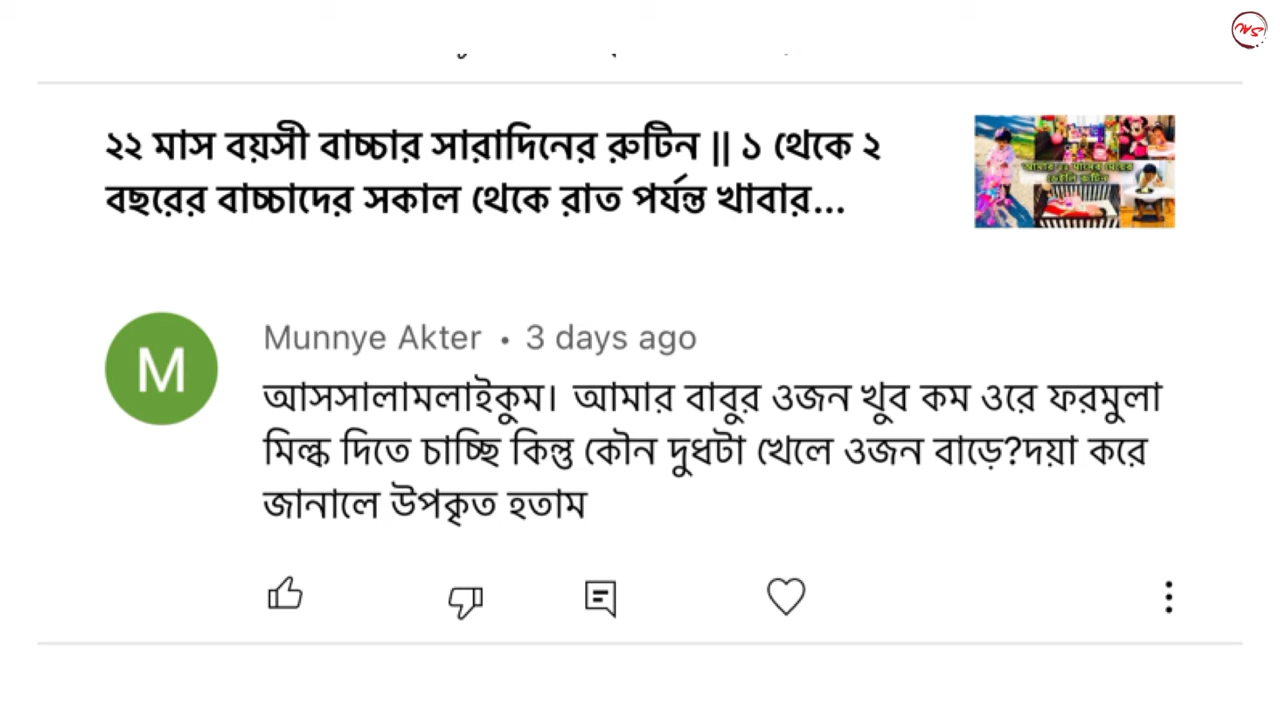 ২২ মাস বয়সী বাচ্চার সারাদিনের রুটিন || ১ থেকে ২
বছরের বাচ্চাদের সকাল থেকে রাত পর্যন্ত খাবার...
M
Munnye Akter • 3 days ago
আসসালামলাইকুম। আমার বাবুর ওজন খুব কম ওরে ফরমুলা
মিল্ক দিতে চাচ্ছি কিন্তু কৌন দুধটা খেলে ওজন বাড়ে?দয়া করে
জানালে উপকৃত হতাম